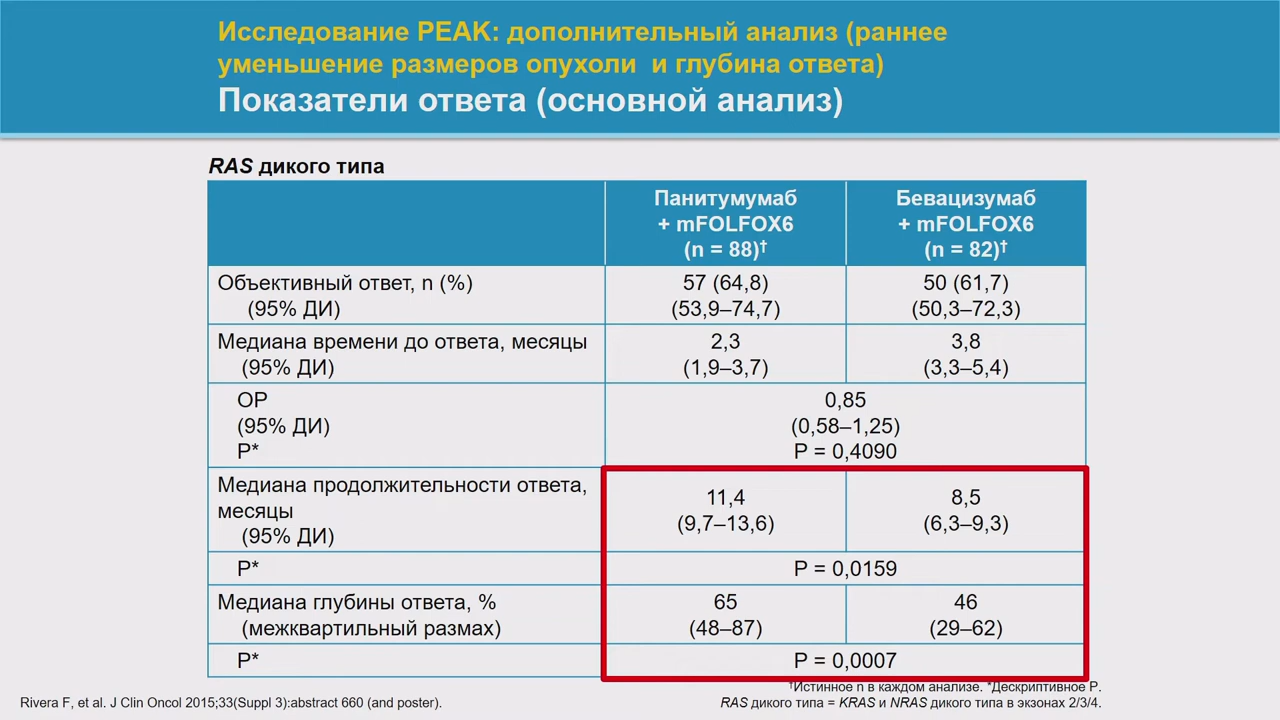 Исследование PEAK: дополнительный анализ (раннее
уменьшение размеров опухоли и глубина ответа)
Показатели ответа (основной анализ)
RAS дикого типа
Панитумумаб
+ mFOLFOX6
(n = 88)†
Бевацизумаб
+ mFOLFOX6
(n = 82)†
Объективный ответ, n (%)
(95% ДИ)
57 (64,8)
(53,9–74,7)
50 (61,7)
(50,3–72,3)
Медиана времени до ответа, месяцы
(95% ДИ)
2,3
(1,9–3,7)
3,8
(3,3–5,4)
ОР
(95% ДИ)
P*
0,85
(0,58–1,25)
P = 0,4090
Медиана продолжительности ответа,
месяцы
(95% ДИ)
11,4
(9,7–13,6)
8,5
(6,3–9,3)
P*
P = 0,0159
Медиана глубины ответа, %
(межквартильный размах)
65
(48–87)
46
(29–62)
P*
P = 0,0007
†Истинное n в каждом анализе. *Дескриптивное P.
RAS дикого типа = KRAS и NRAS дикого типа в экзонах 2/3/4.
Rivera F, et al. J Clin Oncol 2015;33(Suppl 3):abstract 660 (and poster).